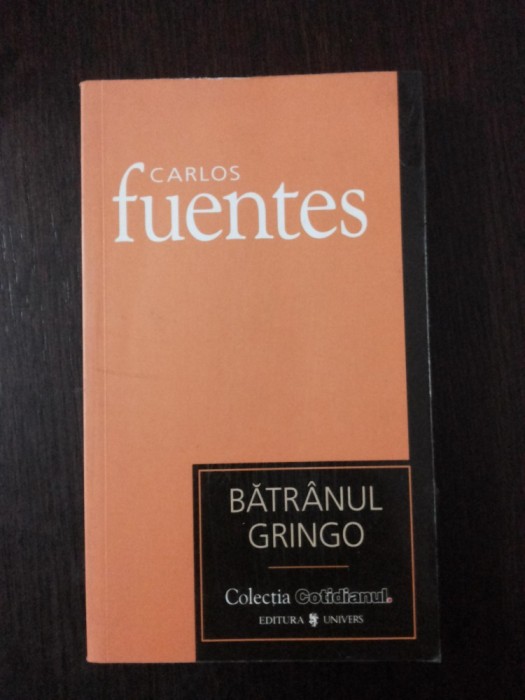 CARLOS
fuentes
BĂTRÂNUL
GRINGO
Colecția Cotidianul.
EDITURA UNIVERS